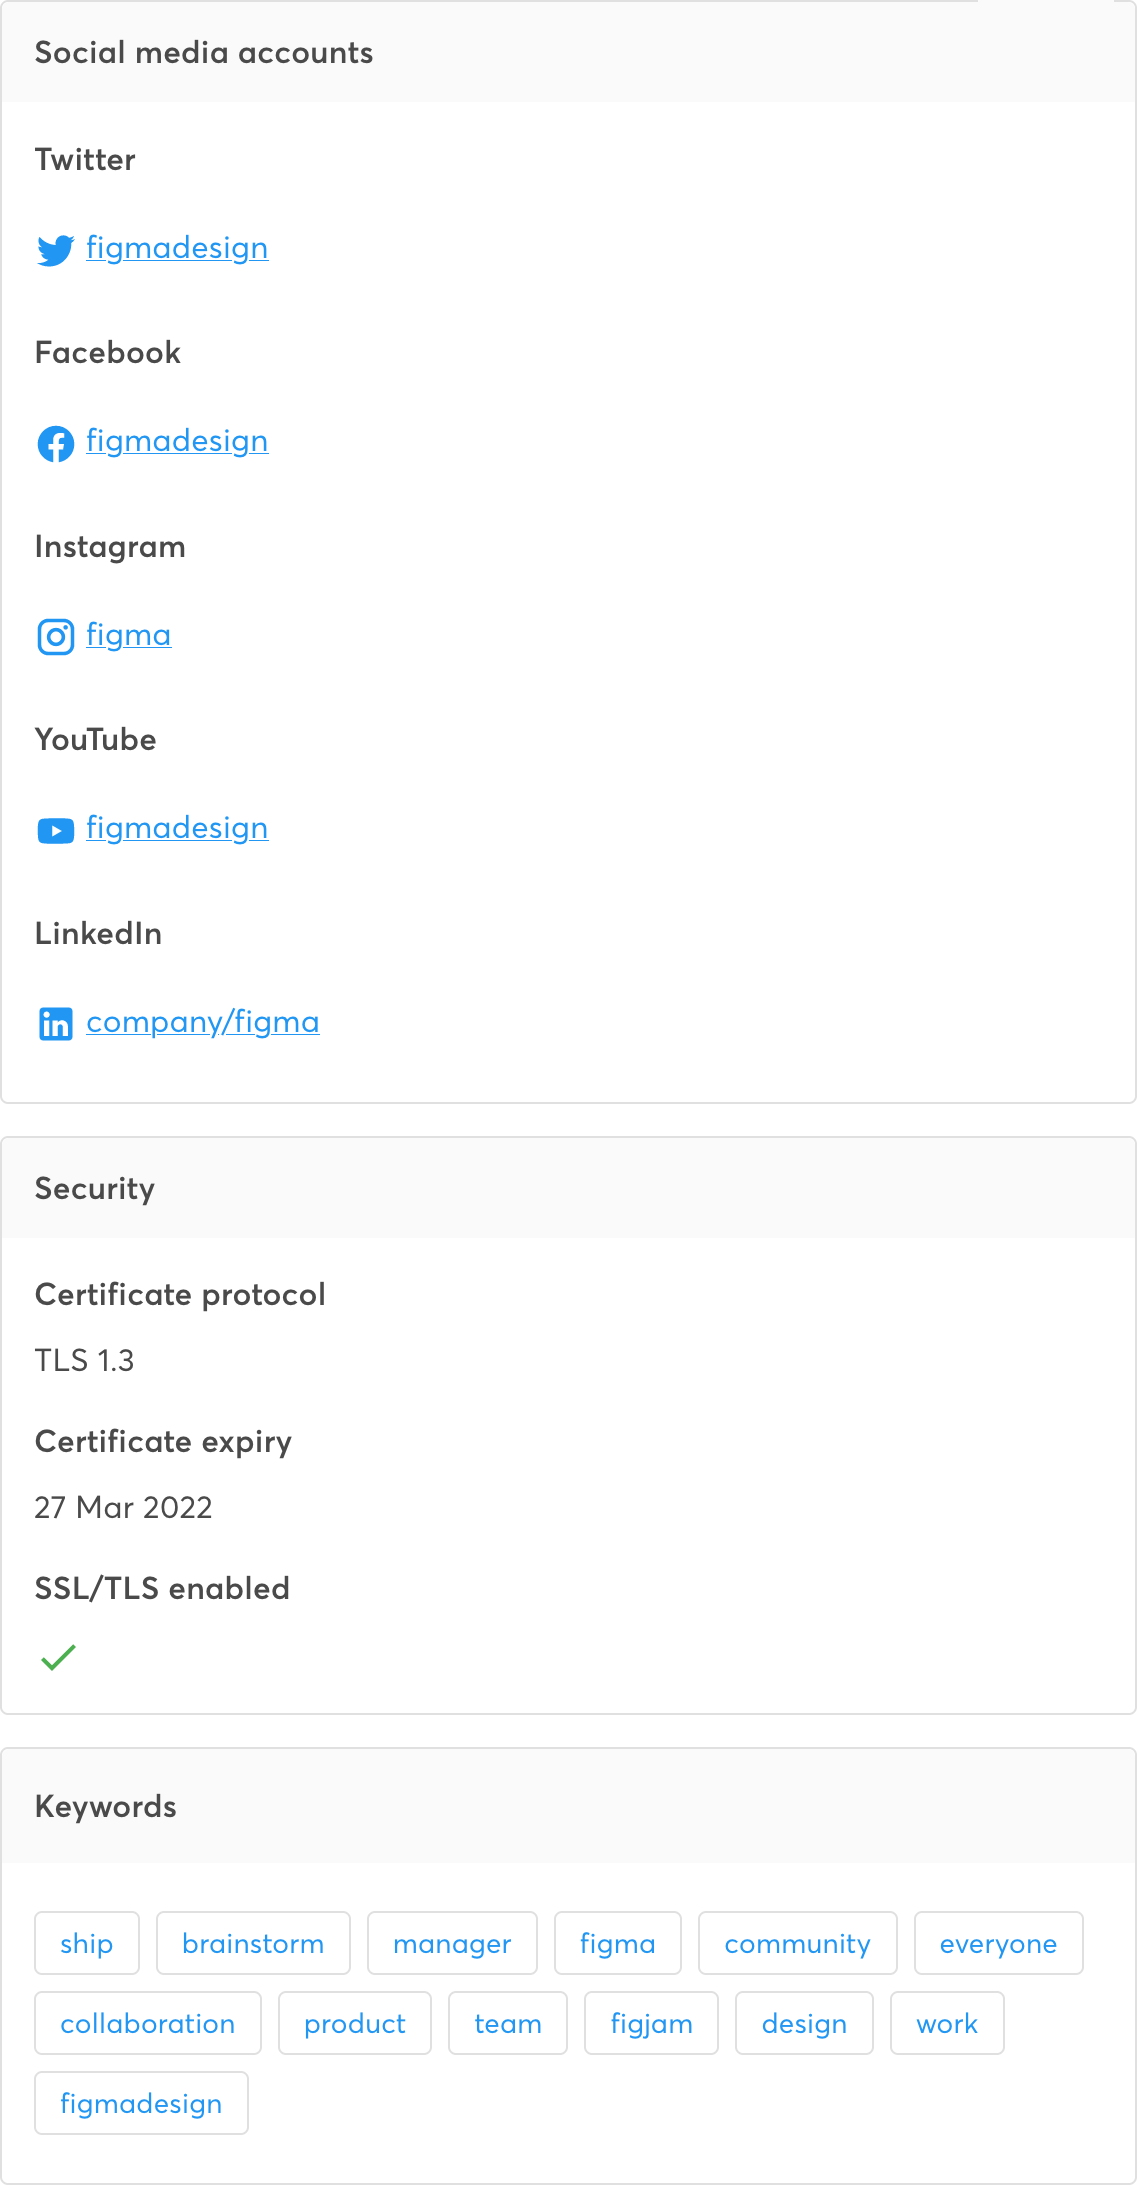 Social media accounts
Twitter
figmadesign
Facebook
figmadesign
Instagram
figma
YouTube
figmadesign
LinkedIn
company/figma
Security
Certificate protocol
TLS 1.3
Certificate expiry
27 Mar 2022
SSL/TLS enabled
Keywords
ship brainstorm manager figma community everyone
collaboration product team figjam design work
figmadesign